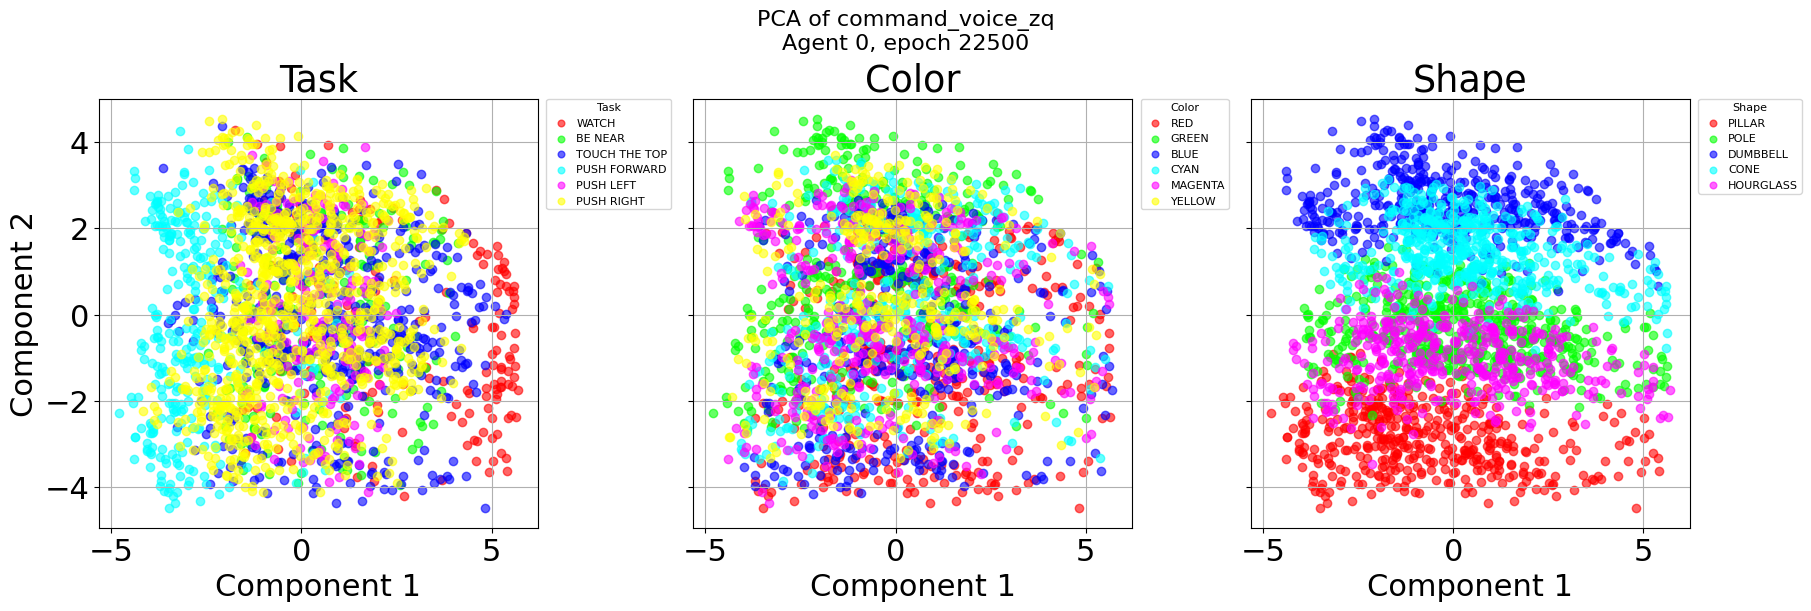 PCA of command_voice_zq
Agent 0, epoch 22500
Task
Color
Shape
Task
WATCH
BE NEAR
TOUCH THE TOP
PUSH FORWARD
PUSH LEFT
PUSH RIGHT
Color
RED
GREEN
BLUE
CYAN
MAGENTA
YELLOW
Shape
PILLAR
POLE
DUMBBELL
CONE
HOURGLASS
Component 2
4
2
0
−2
−4
−5 0 5
−5 0 5
−5 0 5
Component 1
Component 1
Component 1